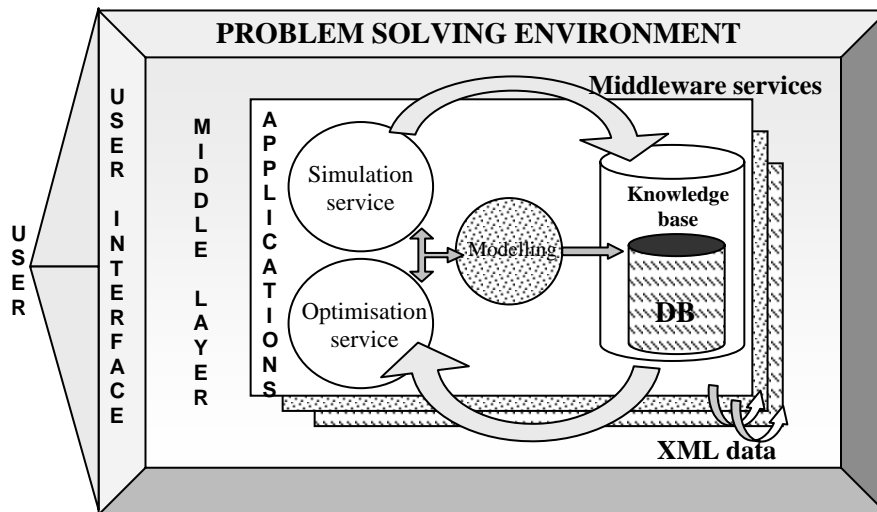 PROBLEM SOLVING ENVIRONMENT
USER
USER INTERFACE
MIDDLE LAYER
APPLICATIONS
Middleware services
Simulation
service
Modelling
Knowledge
base
DB
Optimisation
service
XML data